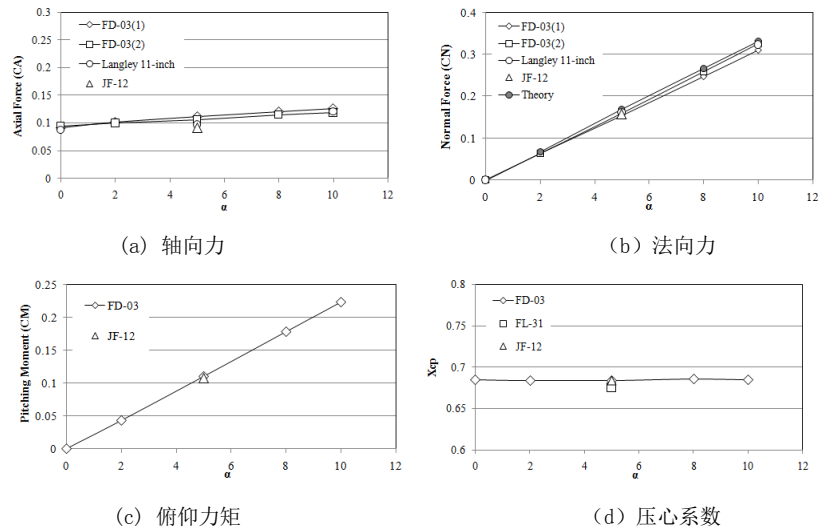 0.3
0.25
0.2
0.15
0.1
0.05
0
Axial Force (CA)
FD-03(1)
FD-03(2)
Langley 11-inch
JF-12
0 2 4 6 8 10 12
α
(a) 轴向力
0.4
0.3
0.2
0.1
0
Normal Force (CN)
FD-03(1)
FD-03(2)
Langley 11-inch
JF-12
Theory
0 2 4 6 8 10 12
α
(b)法向力
0.25
0.2
0.15
0.1
0.05
0
Pitching Moment (CM)
FD-03
JF-12
0 2 4 6 8 10 12
α
(c) 俯仰力矩
0.8
0.75
0.7
0.65
0.6
Xcp
FD-03
FL-31
JF-12
0 2 4 6 8 10 12
α
(d)压心系数